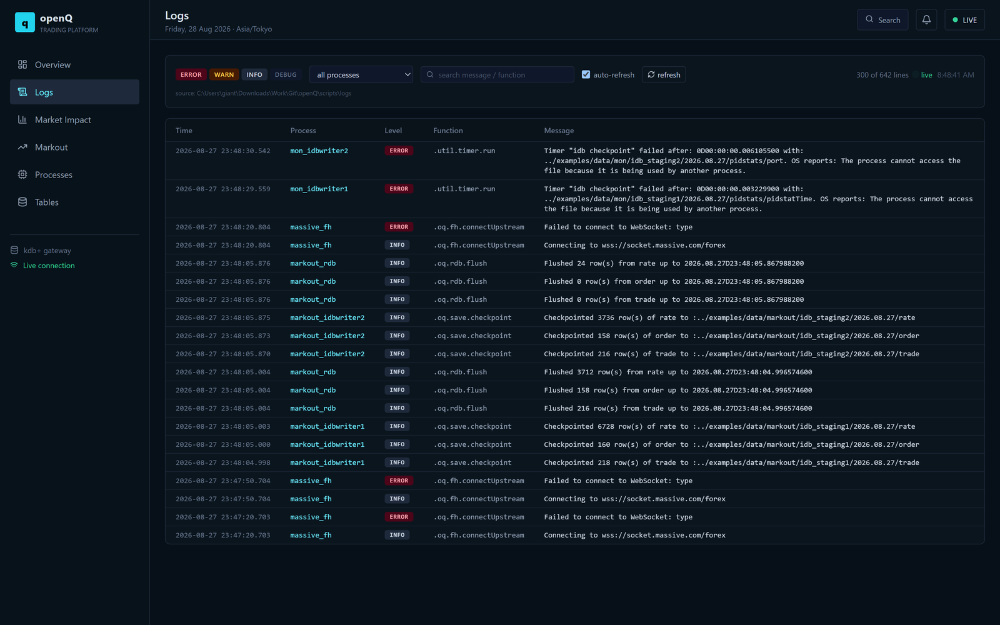 q
openQ
TRADING PLATFORM
Overview
Logs
Market Impact
Markout
Processes
Tables
kdb+ gateway
Live connection
Logs
Friday, 28 Aug 2026 · Asia/Tokyo
Search
LIVE
ERROR WARN INFO DEBUG all processes search message / function auto-refresh refresh 300 of 642 lines live 8:48:41 AM
source: C:\Users\giant\Downloads\Work\Git\openQ\scripts\logs
Time Process Level Function Message
2026-08-27 23:48:30.542 mon_idbwriter2 ERROR .util.timer.run Timer "idb checkpoint" failed after: 0D00:00:00.006105500 with:
../examples/data/mon/idb_staging2/2026.08.27/pidstats/port. OS reports: The process cannot access the
file because it is being used by another process.
2026-08-27 23:48:29.559 mon_idbwriter1 ERROR .util.timer.run Timer "idb checkpoint" failed after: 0D00:00:00.003229900 with:
../examples/data/mon/idb_staging1/2026.08.27/pidstats/pidstatTime. OS reports: The process cannot access
the file because it is being used by another process.
2026-08-27 23:48:20.804 massive_fh ERROR .oq.fh.connectUpstream Failed to connect to WebSocket: type
2026-08-27 23:48:20.804 massive_fh INFO .oq.fh.connectUpstream Connecting to wss://socket.massive.com/forex
2026-08-27 23:48:05.876 markout_rdb INFO .oq.rdb.flush Flushed 24 row(s) from rate up to 2026.08.27D23:48:05.867988200
2026-08-27 23:48:05.876 markout_rdb INFO .oq.rdb.flush Flushed 0 row(s) from order up to 2026.08.27D23:48:05.867988200
2026-08-27 23:48:05.876 markout_rdb INFO .oq.rdb.flush Flushed 0 row(s) from trade up to 2026.08.27D23:48:05.867988200
2026-08-27 23:48:05.875 markout_idbwriter2 INFO .oq.save.checkpoint Checkpointed 3736 row(s) of rate to :../examples/data/markout/idb_staging2/2026.08.27/rate
2026-08-27 23:48:05.873 markout_idbwriter2 INFO .oq.save.checkpoint Checkpointed 158 row(s) of order to :../examples/data/markout/idb_staging2/2026.08.27/order
2026-08-27 23:48:05.870 markout_idbwriter2 INFO .oq.save.checkpoint Checkpointed 216 row(s) of trade to :../examples/data/markout/idb_staging2/2026.08.27/trade
2026-08-27 23:48:05.004 markout_rdb INFO .oq.rdb.flush Flushed 3712 row(s) from rate up to 2026.08.27D23:48:04.996574600
2026-08-27 23:48:05.004 markout_rdb INFO .oq.rdb.flush Flushed 158 row(s) from order up to 2026.08.27D23:48:04.996574600
2026-08-27 23:48:05.004 markout_rdb INFO .oq.rdb.flush Flushed 216 row(s) from trade up to 2026.08.27D23:48:04.996574600
2026-08-27 23:48:05.003 markout_idbwriter1 INFO .oq.save.checkpoint Checkpointed 6728 row(s) of rate to :../examples/data/markout/idb_staging1/2026.08.27/rate
2026-08-27 23:48:05.000 markout_idbwriter1 INFO .oq.save.checkpoint Checkpointed 160 row(s) of order to :../examples/data/markout/idb_staging1/2026.08.27/order
2026-08-27 23:48:04.998 markout_idbwriter1 INFO .oq.save.checkpoint Checkpointed 218 row(s) of trade to :../examples/data/markout/idb_staging1/2026.08.27/trade
2026-08-27 23:47:50.704 massive_fh ERROR .oq.fh.connectUpstream Failed to connect to WebSocket: type
2026-08-27 23:47:50.704 massive_fh INFO .oq.fh.connectUpstream Connecting to wss://socket.massive.com/forex
2026-08-27 23:47:20.703 massive_fh ERROR .oq.fh.connectUpstream Failed to connect to WebSocket: type
2026-08-27 23:47:20.703 massive_fh INFO .oq.fh.connectUpstream Connecting to wss://socket.massive.com/forex